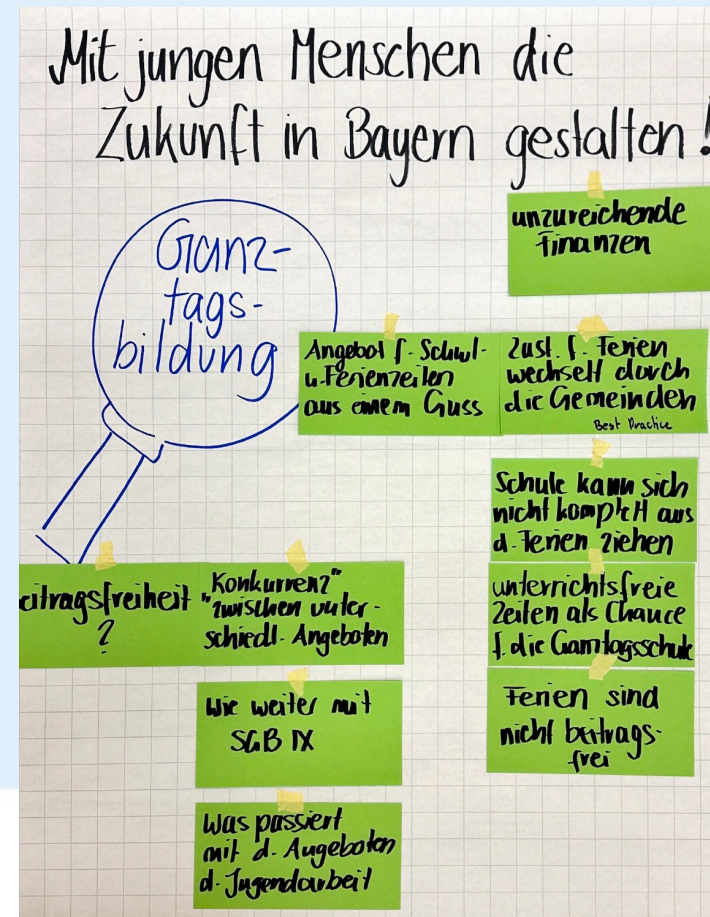 Mit jungen Menschen die
Zukunft in Bayern gestalten!
Ganz-
tags-
bildung
unzureichende
Finanzen
Angebot f. Schul-
u. Ferienzeiten
aus einem Guss
Zust. f. Ferien
wechselt durch
die Gemeinden
Best Practice
Schule kann sich
nicht komplett aus
d. Ferien ziehen
eitragsfreiheit
?
"Konkurrenz"
zwischen unter-
schiedl. Angeboten
unterrichtsfreie
Zeiten als Chance
f. die Ganztagsschule
Wie weiter mit
SGB IX
Ferien sind
nicht beitrags-
frei
Was passiert
mit d. Angeboten
d. Jugendarbeit